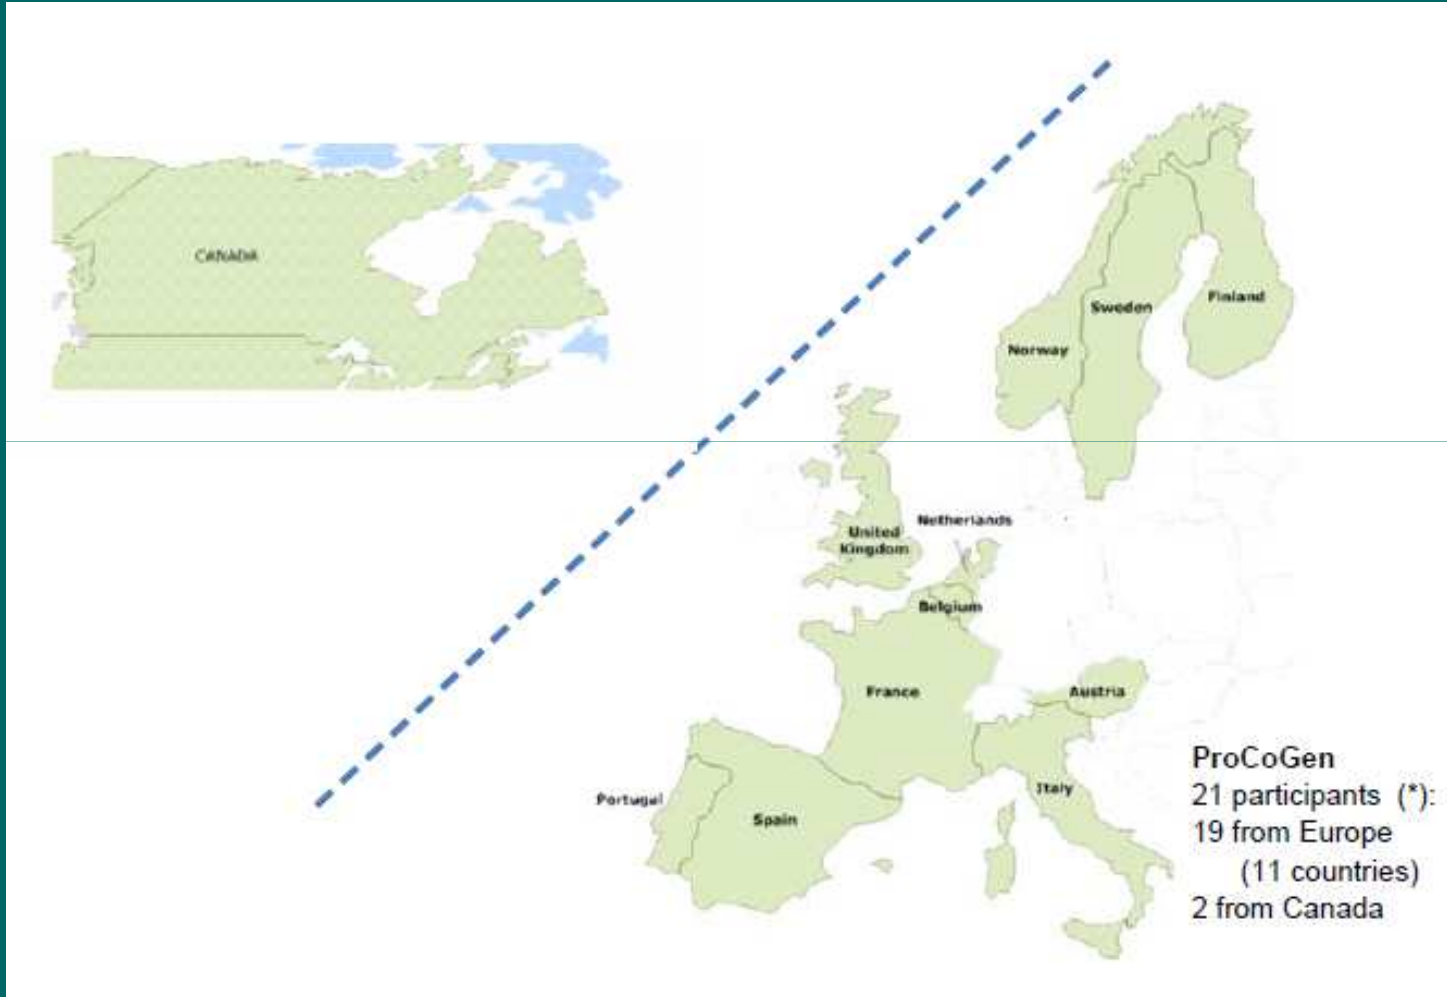 CANADA
Sweden
Finland
Norway
Netherlands
United
Kingdom
Belgium
France
Austria
Portugal
Spain
Italy
ProCoGen
21 participants (*):
19 from Europe
(11 countries)
2 from Canada